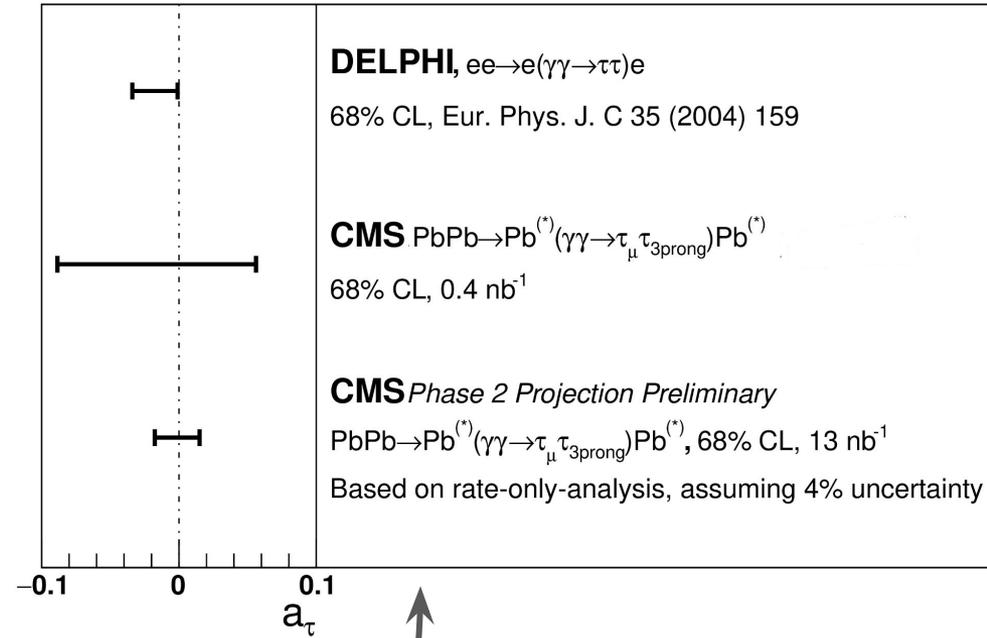 DELPHI, ee→e(γγ→ττ)e
68% CL, Eur. Phys. J. C 35 (2004) 159
CMS PbPb→Pb(*)(γγ→τμτ3prong)Pb(*)
68% CL, 0.4 nb-1
CMS Phase 2 Projection Preliminary
PbPb→Pb(*)(γγ→τμτ3prong)Pb(*), 68% CL, 13 nb-1
Based on rate-only-analysis, assuming 4% uncertainty
−0.1 0 0.1
aτ